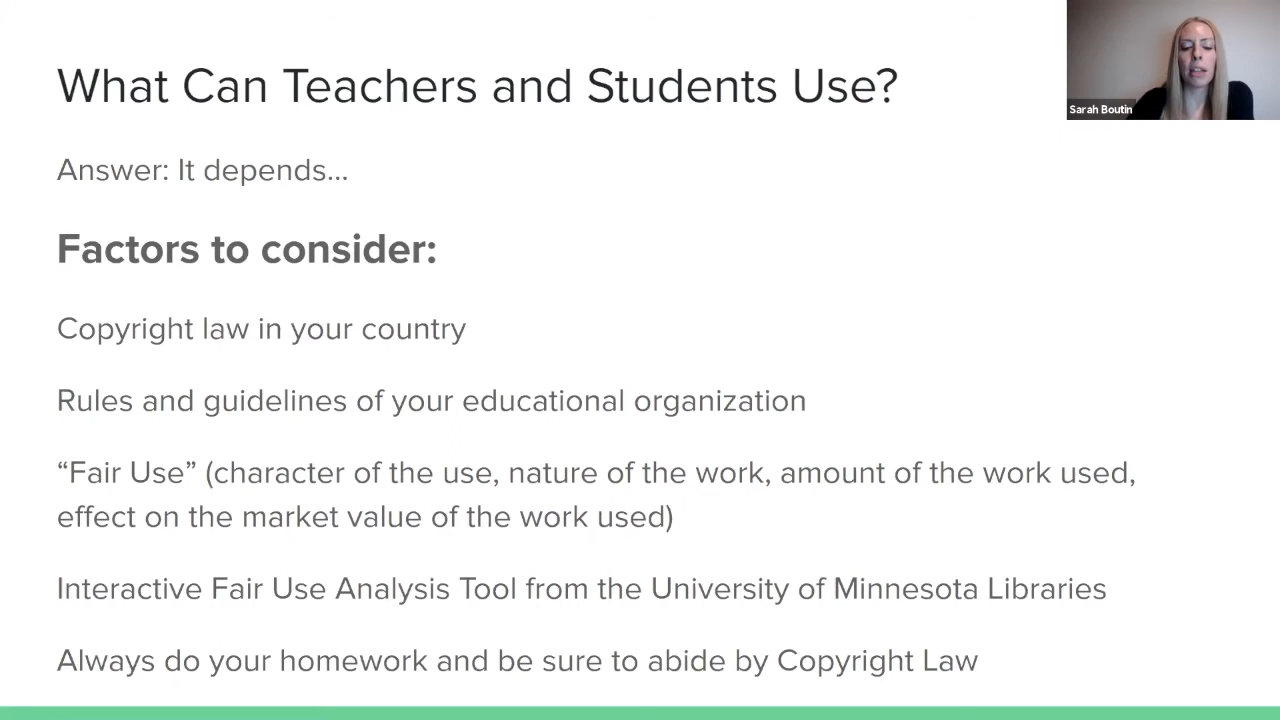 What Can Teachers and Students Use?
Sarah Boutin
Answer: It depends...
Factors to consider:
Copyright law in your country
Rules and guidelines of your educational organization
“Fair Use” (character of the use, nature of the work, amount of the work used,
effect on the market value of the work used)
Interactive Fair Use Analysis Tool from the University of Minnesota Libraries
Always do your homework and be sure to abide by Copyright Law